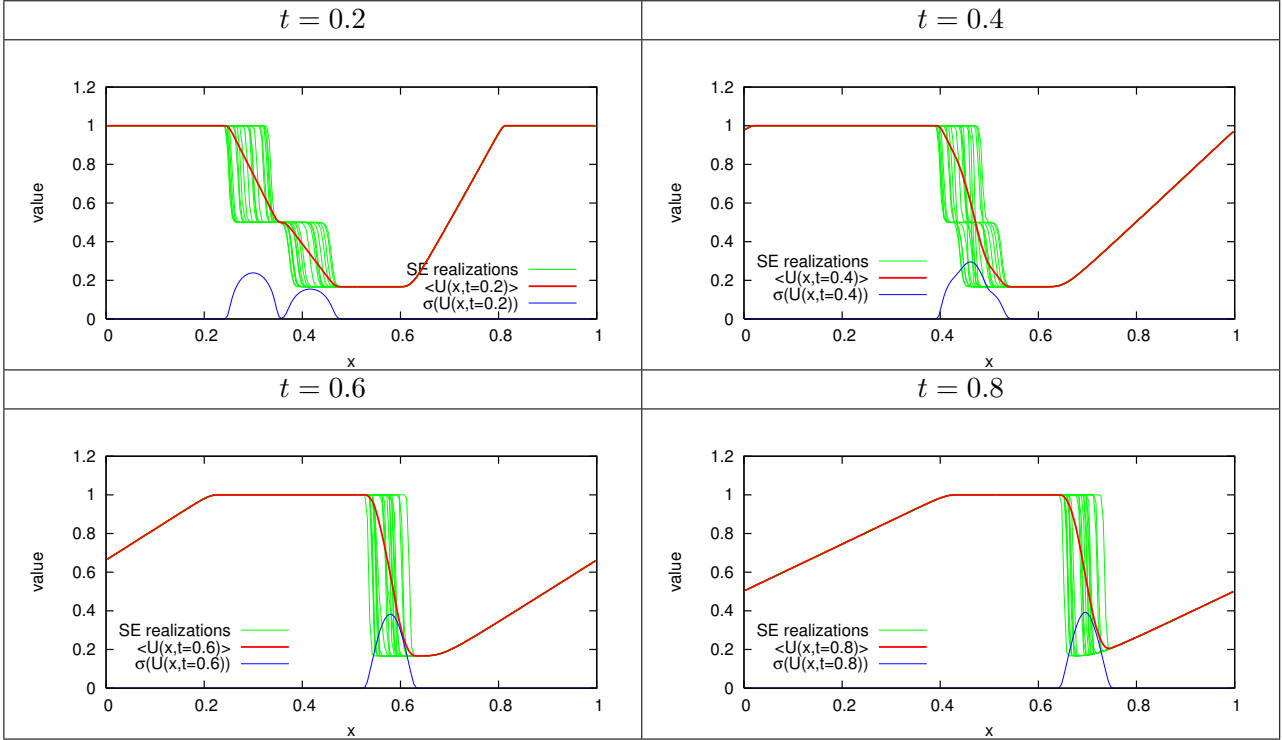 t = 0.2
t = 0.4
1.2
1
0.8
0.6
0.4
0.2
0
value
SE realizations
<U(x,t=0.2)>
σ(U(x,t=0.2))
0 0.2 0.4 0.6 0.8 1
x
1.2
1
0.8
0.6
0.4
0.2
0
value
SE realizations
<U(x,t=0.4)>
σ(U(x,t=0.4))
0 0.2 0.4 0.6 0.8 1
x
t = 0.6
t = 0.8
1.2
1
0.8
0.6
0.4
0.2
0
value
SE realizations
<U(x,t=0.6)>
σ(U(x,t=0.6))
0 0.2 0.4 0.6 0.8 1
x
1.2
1
0.8
0.6
0.4
0.2
0
value
SE realizations
<U(x,t=0.8)>
σ(U(x,t=0.8))
0 0.2 0.4 0.6 0.8 1
x